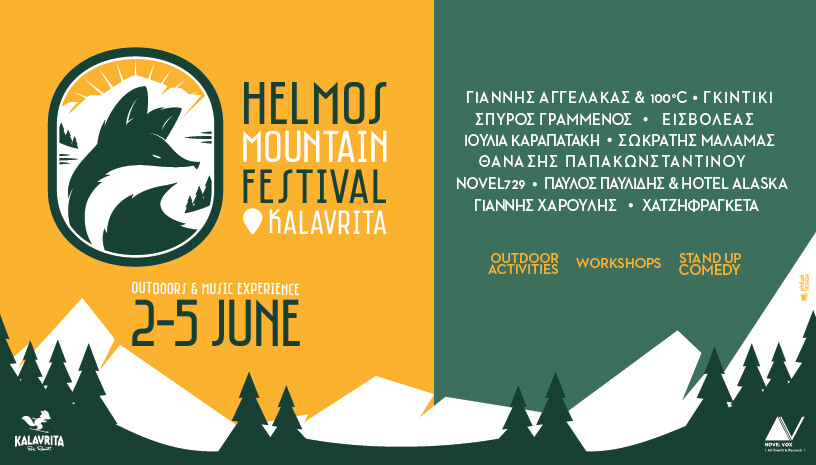 HELMOS
MOUNTAIN
FESTIVAL
KALAVRITA
OUTDOORS & MUSIC EXPERIENCE
2-5 JUNE
ΓΙΑΝΝΗΣ ΑΓΓΕΛΑΚΑΣ & 100°C • ΓΚΙΝΤΙΚΙ
ΣΠΥΡΟΣ ΓΡΑΜΜΕΝΟΣ • ΕΙΣΒΟΛΕΑΣ
ΙΟΥΛΙΑ ΚΑΡΑΠΑΤΑΚΗ • ΣΩΚΡΑΤΗΣ ΜΑΛΑΜΑΣ
ΘΑΝΑΣΗΣ ΠΑΠΑΚΩΝΣΤΑΝΤΙΝΟΥ
NOVEL729 • ΠΑΥΛΟΣ ΠΑΥΛΙΔΗΣ & HOTEL ALASKA
ΓΙΑΝΝΗΣ ΧΑΡΟΥΛΗΣ • ΧΑΤΖΗΦΡΑΓΚΕΤΑ
OUTDOOR
ACTIVITIES
WORKSHOPS
STAND UP
COMEDY
KALAVRITA
Ski Resort
NOVEL VOX